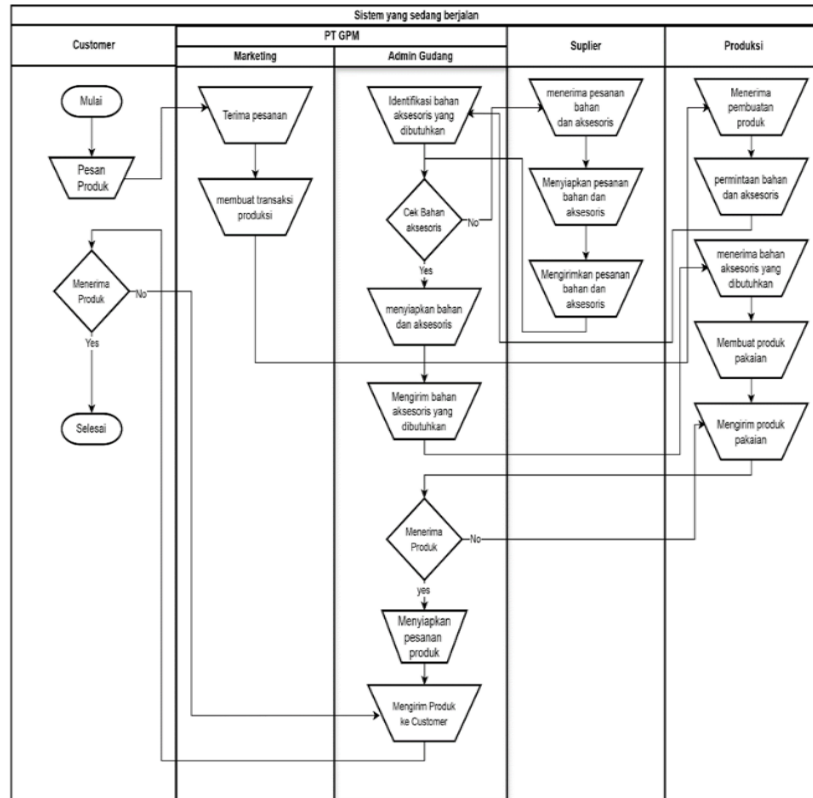 Sistem yang sedang berjalan
Customer
PT GPM
Marketing
Admin Gudang
Suplier
Produksi
Mulai
Pesan
Produk
Menerima
Produk
No
Yes
Selesai
Terima pesanan
membuat transaksi
produksi
Identifikasi bahan
aksesoris yang
dibutuhkan
Cek Bahan
aksesoris
No
Yes
menyiapkan bahan
dan aksesoris
Mengirim bahan
aksesoris yang
dibutuhkan
Menerima
Produk
No
yes
Menyiapkan
pesanan
produk
Mengirim Produk
ke Customer
menerima pesanan
bahan
dan aksesoris
Menyiapkan pesanan
bahan dan
aksesoris
Mengirimkan pesanan
bahan dan
aksesoris
Menerima
pembuatan
produk
permintaan bahan
dan aksesoris
menerima bahan
aksesoris yang
dibutuhkan
Membuat produk
pakaian
Mengirim produk
pakaian